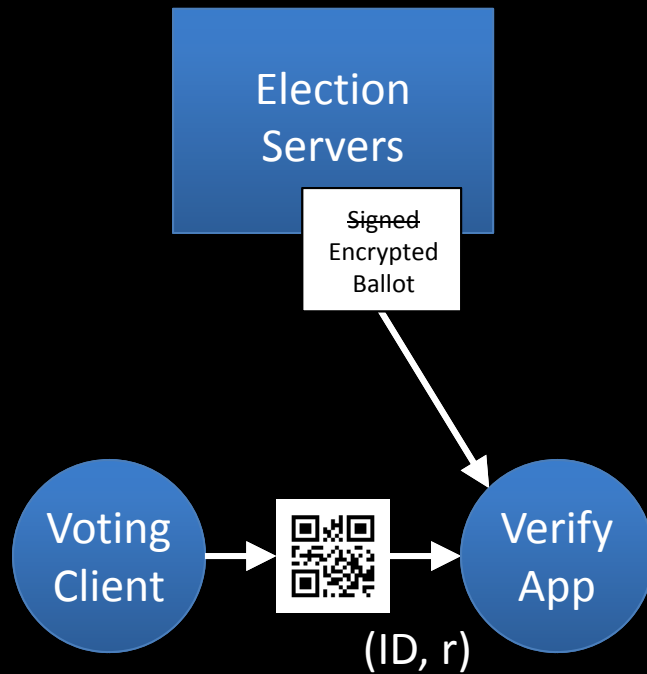 Election
Servers
Signed
Encrypted
Ballot
Voting
Client
Verify
App
(ID, r)